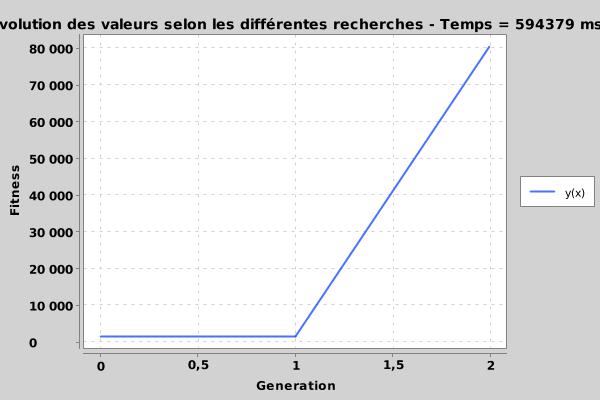 volution des valeurs selon les différentes recherches - Temps = 594379 ms
80 000
70 000
60 000
50 000
40 000
30 000
20 000
10 000
0
Fitness
0 0,5 1 1,5 2
Generation
y(x)